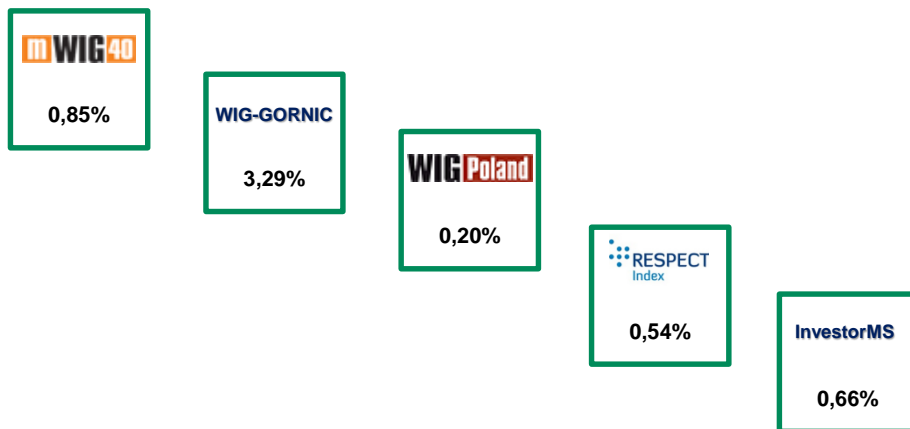 mWIG40
0,85%
WIG-GORNIC
3,29%
WIG Poland
0,20%
RESPECT
Index
0,54%
InvestorMS
0,66%